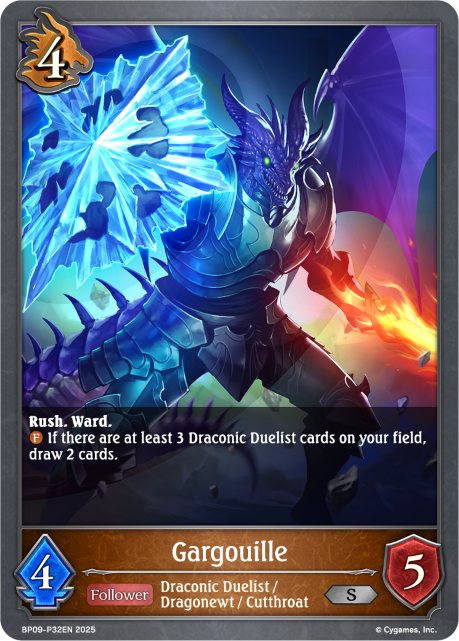 4
Rush. Ward.
F If there are at least 3 Draconic Duelist cards on your field,
draw 2 cards.
Gargouille
4
Follower
Draconic Duelist /
Dragonewt / Cutthroat
S
5
BP09-P32EN 2025
© Cygames, Inc.